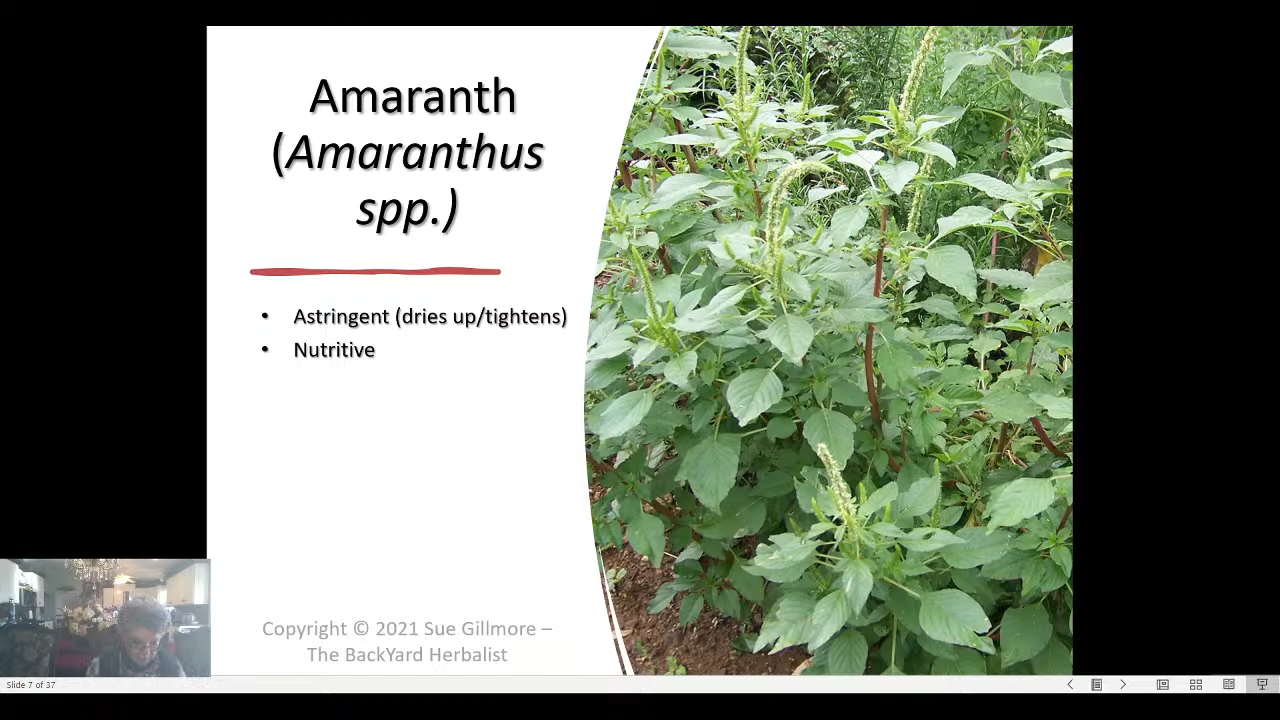 Amaranth
(Amaranthus
spp.)
• Astringent (dries up/tightens)
• Nutritive
Copyright © 2021 Sue Gillmore –
The BackYard Herbalist
Slide 7 of 37